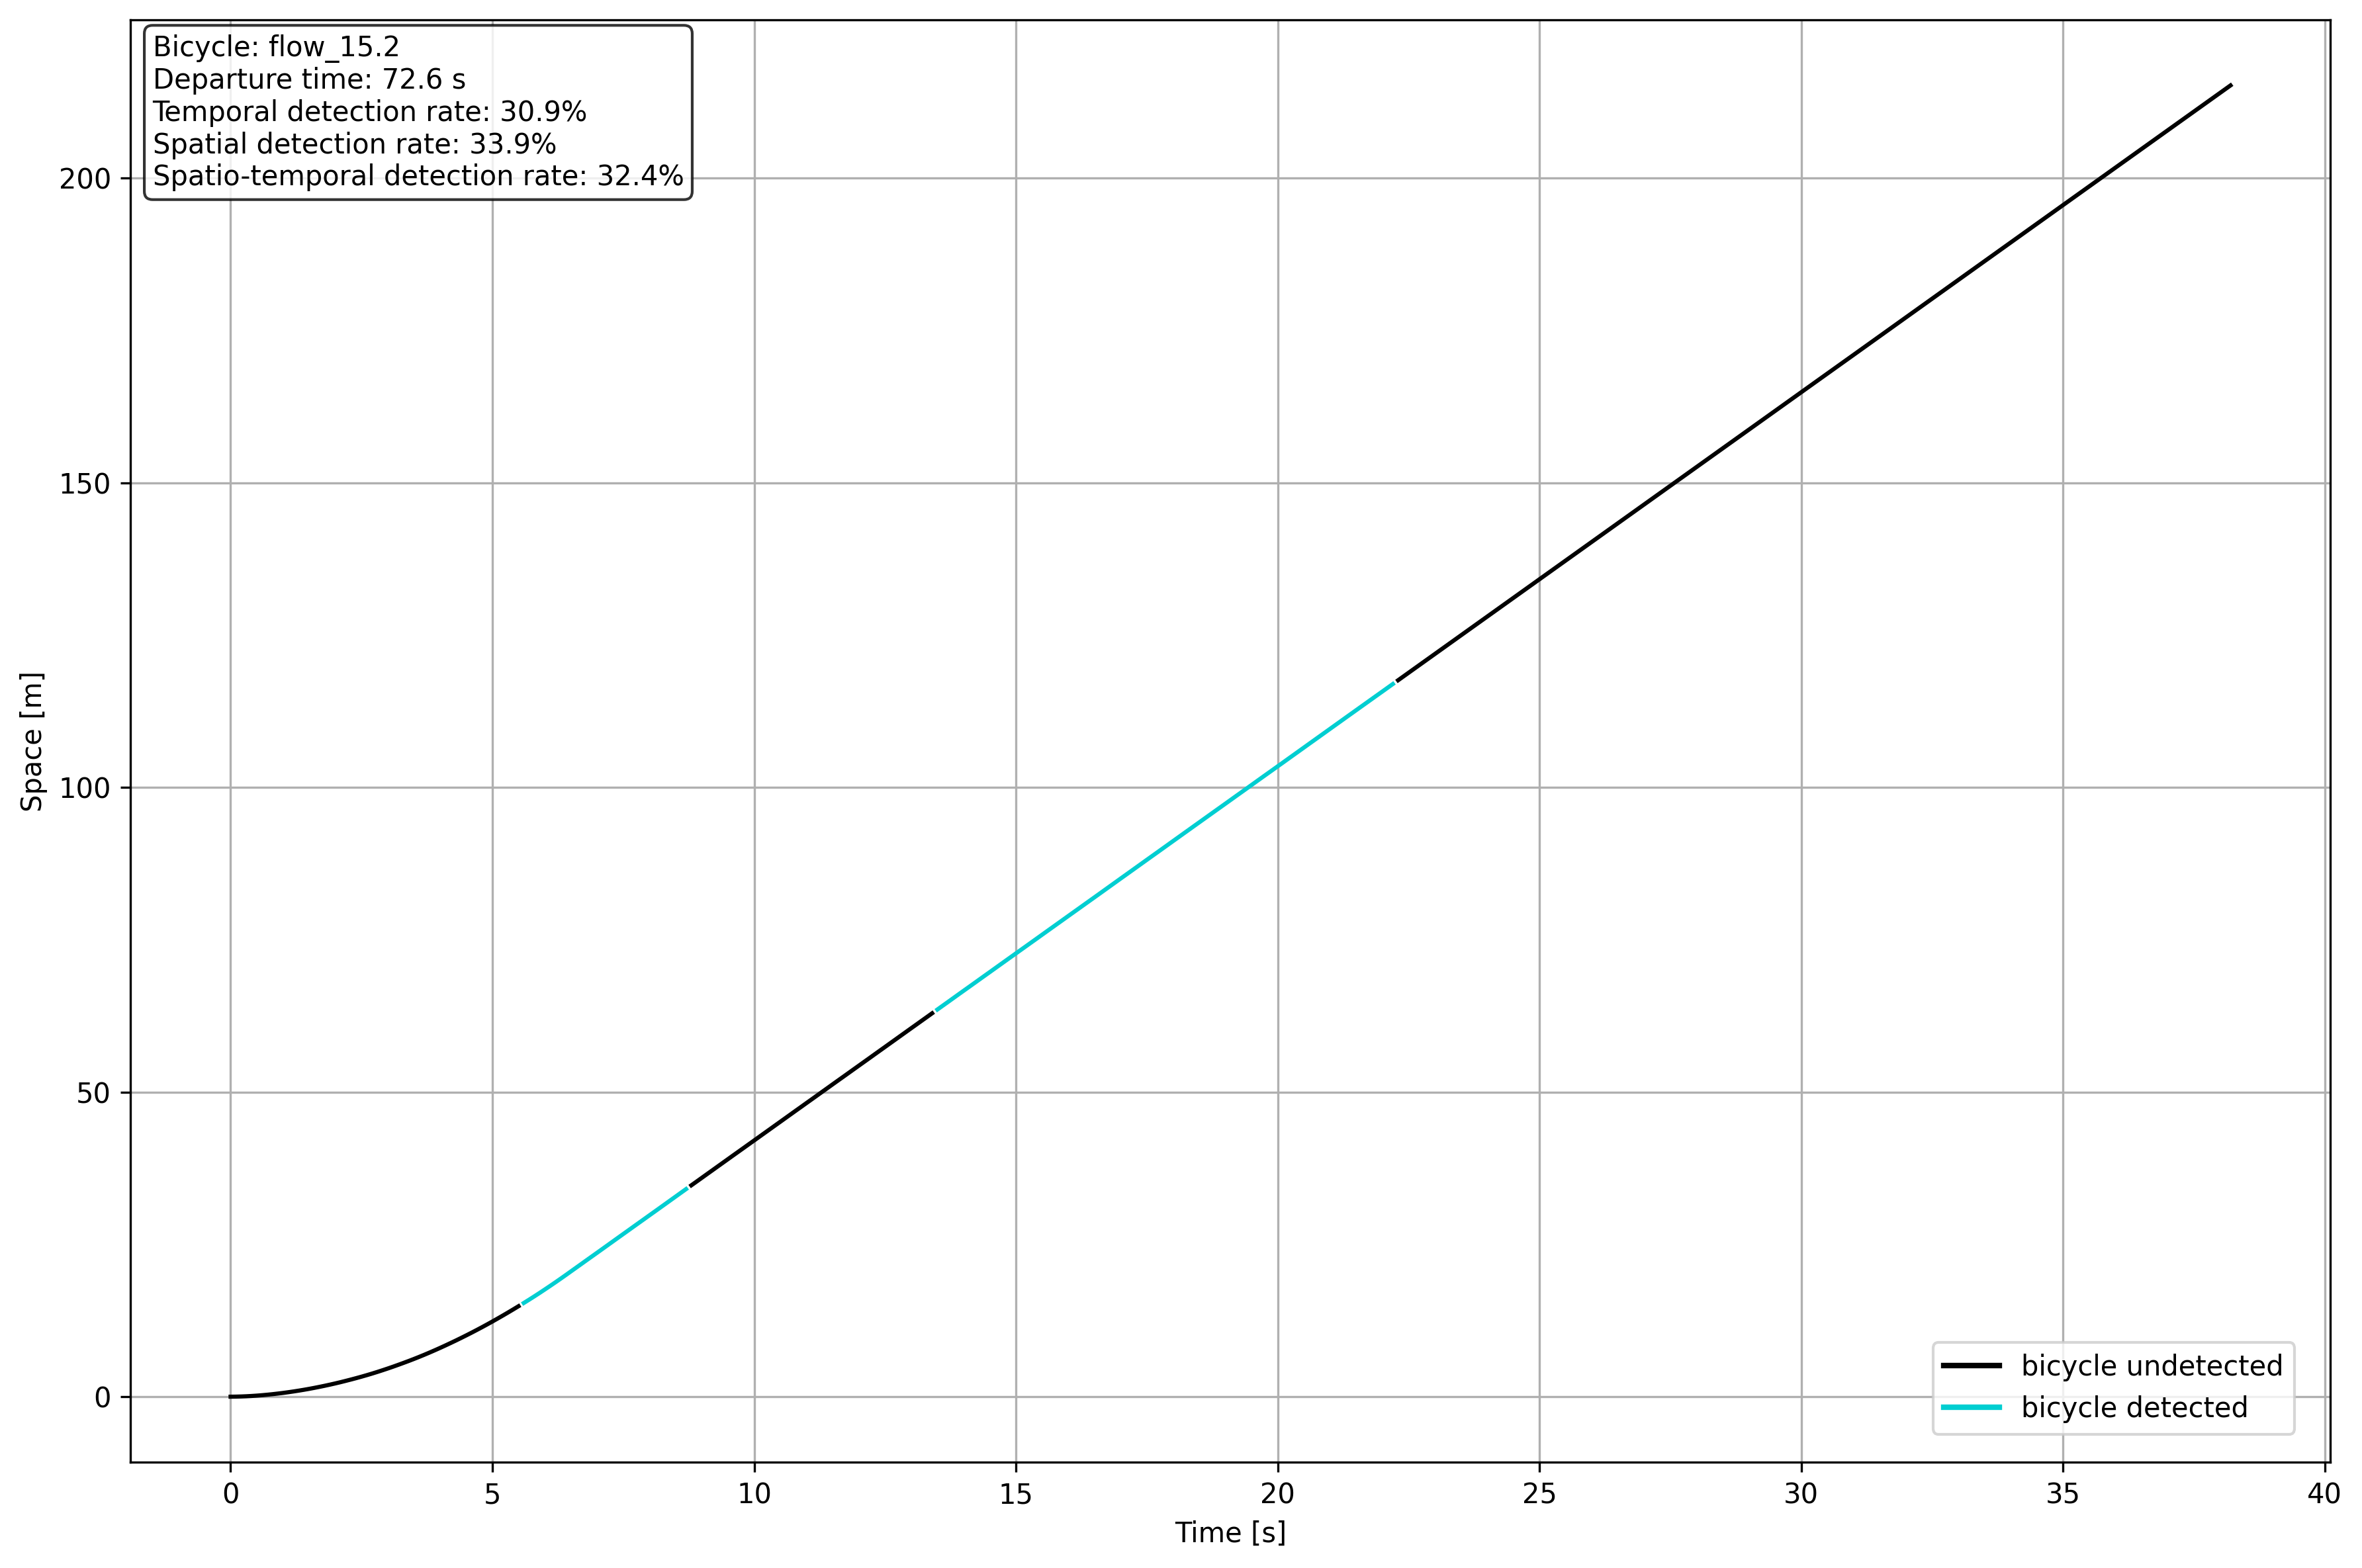 Bicycle: flow_15.2
Departure time: 72.6 s
Temporal detection rate: 30.9%
Spatial detection rate: 33.9%
Spatio-temporal detection rate: 32.4%
200
150
100
50
0
Space [m]
bicycle undetected
bicycle detected
0 5 10 15 20 25 30 35 40
Time [s]